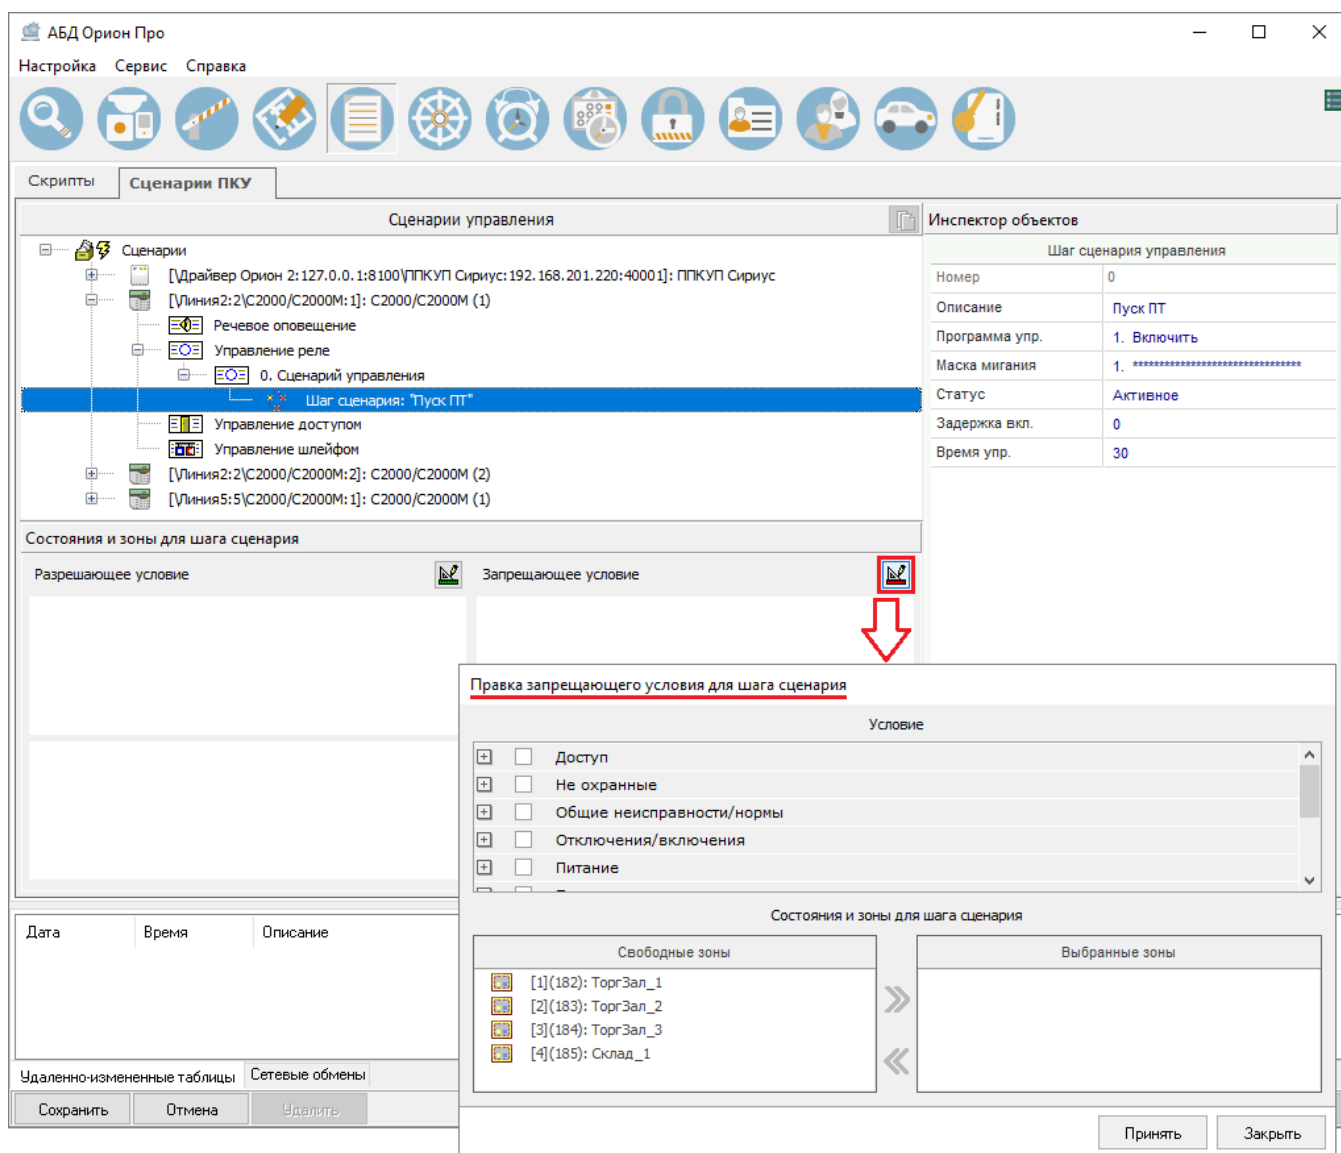 АБД Орион Про
Настройка Сервис Справка
Скрипты Сценарии ПКУ
Сценарии управления
Инспектор объектов
Сценарии
[\Драйвер Орион 2:127.0.0.1:8100\ППКУП Сириус:192.168.201.220:40001]: ППКУП Сириус
[\Линия2:2\С2000/С2000М:1]: С2000/С2000М (1)
Речевое оповещение
Управление реле
0. Сценарий управления
Шаг сценария: "Пуск ПТ"
Управление доступом
Управление шлейфом
[\Линия2:2\С2000/С2000М:2]: С2000/С2000М (2)
[\Линия5:5\С2000/С2000М:1]: С2000/С2000М (1)
Шаг сценария управления
Номер 0
Описание Пуск ПТ
Программа упр. 1. Включить
Маска мигания 1. ********************************
Статус Активное
Задержка вкл. 0
Время упр. 30
Состояния и зоны для шага сценария
Разрешающее условие
Запрещающее условие
Правка запрещающего условия для шага сценария
Условие
Доступ
Не охранные
Общие неисправности/нормы
Отключения/включения
Питание
Состояния и зоны для шага сценария
Свободные зоны
Выбранные зоны
[1](182): ТоргЗал_1
[2](183): ТоргЗал_2
[3](184): ТоргЗал_3
[4](185): Склад_1
Принять Закрыть
Дата Время Описание
Удаленно-измененные таблицы Сетевые обмены
Сохранить Отмена Удалить